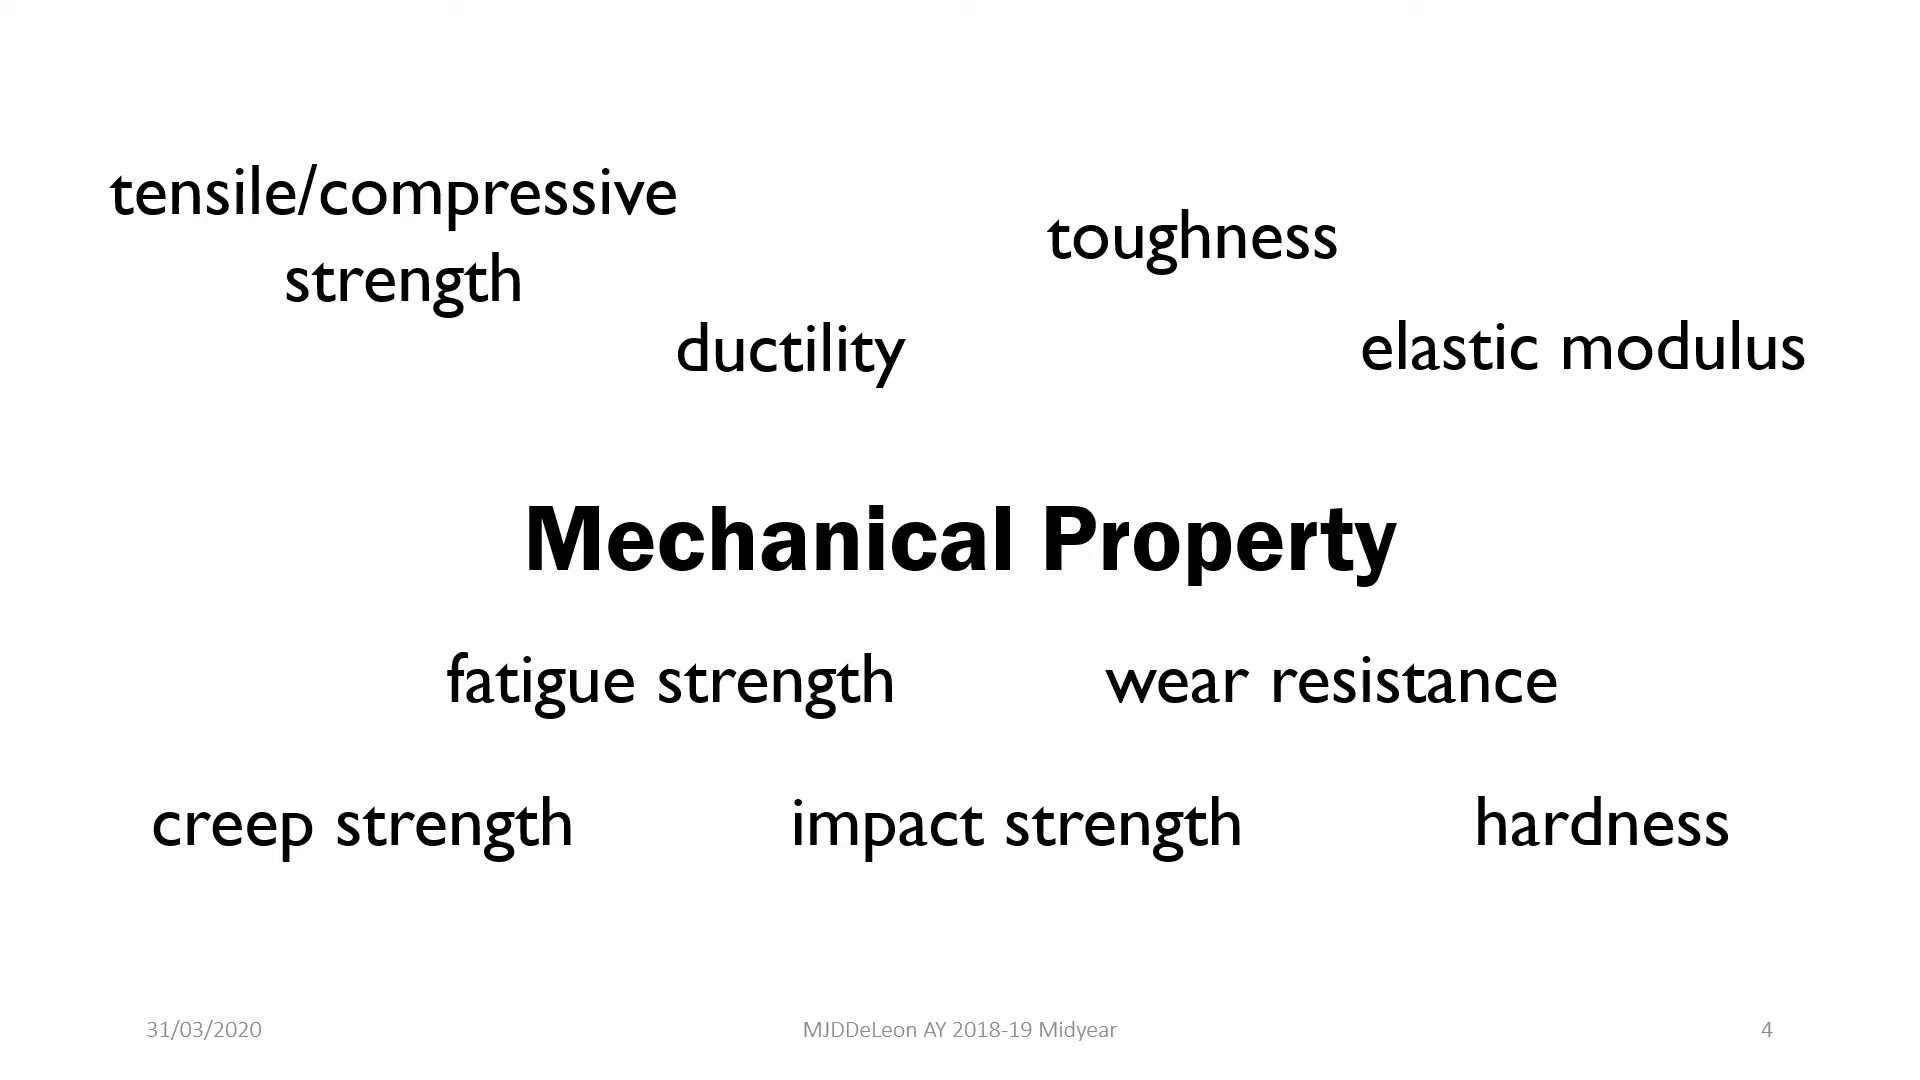 tensile/compressive
strength
toughness
ductility
elastic modulus
Mechanical Property
fatigue strength
wear resistance
creep strength
impact strength
hardness
31/03/2020
MJDDeLeon AY 2018-19 Midyear
4